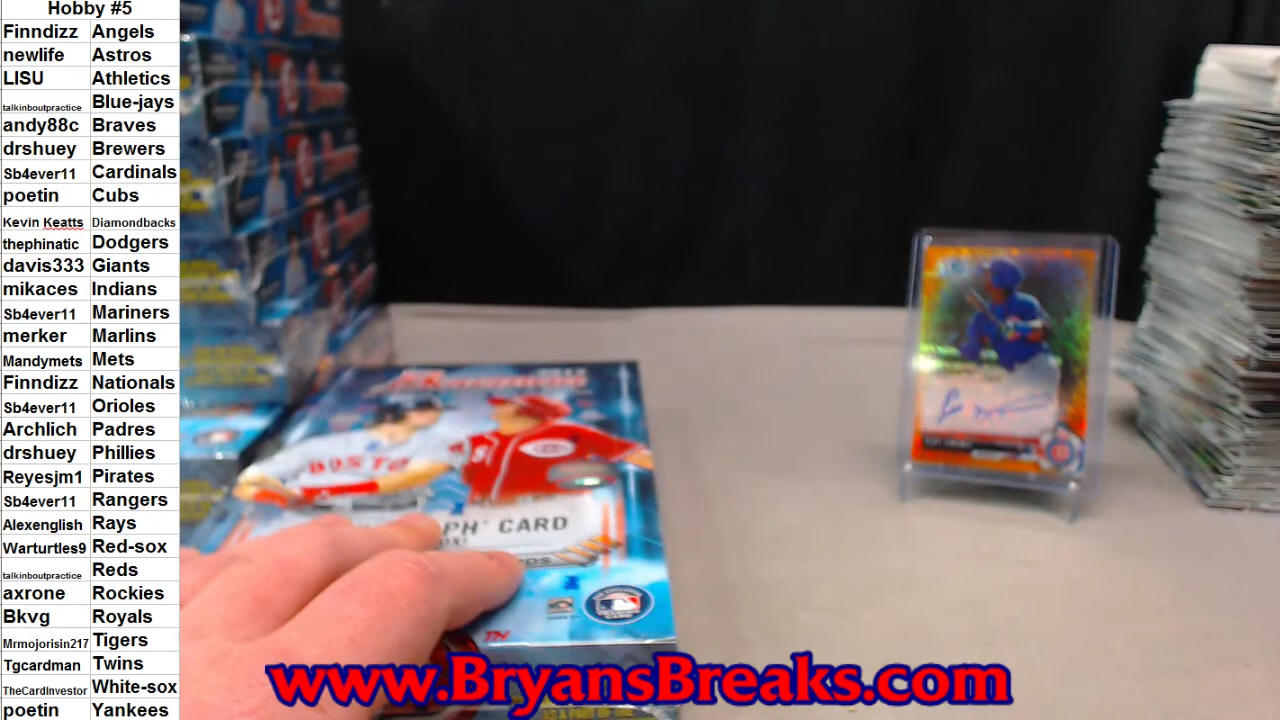 Hobby #5
Finndizz Angels
newlife Astros
LISU Athletics
talkinboutpractice Blue-jays
andy88c Braves
drshuey Brewers
Sb4ever11 Cardinals
poetin Cubs
Kevin Keatts Diamondbacks
thephinatic Dodgers
davis333 Giants
mikaces Indians
Sb4ever11 Mariners
merker Marlins
Mandymets Mets
Finndizz Nationals
Sb4ever11 Orioles
Archlich Padres
drshuey Phillies
Reyesjm1 Pirates
Sb4ever11 Rangers
Alexenglish Rays
Warturtles9 Red-sox
talkinboutpractice Reds
axrone Rockies
Bkvg Royals
Mrmojorisin217 Tigers
Tgcardman Twins
TheCardInvestor White-sox
poetin Yankees
CARD
www.BryansBreaks.com